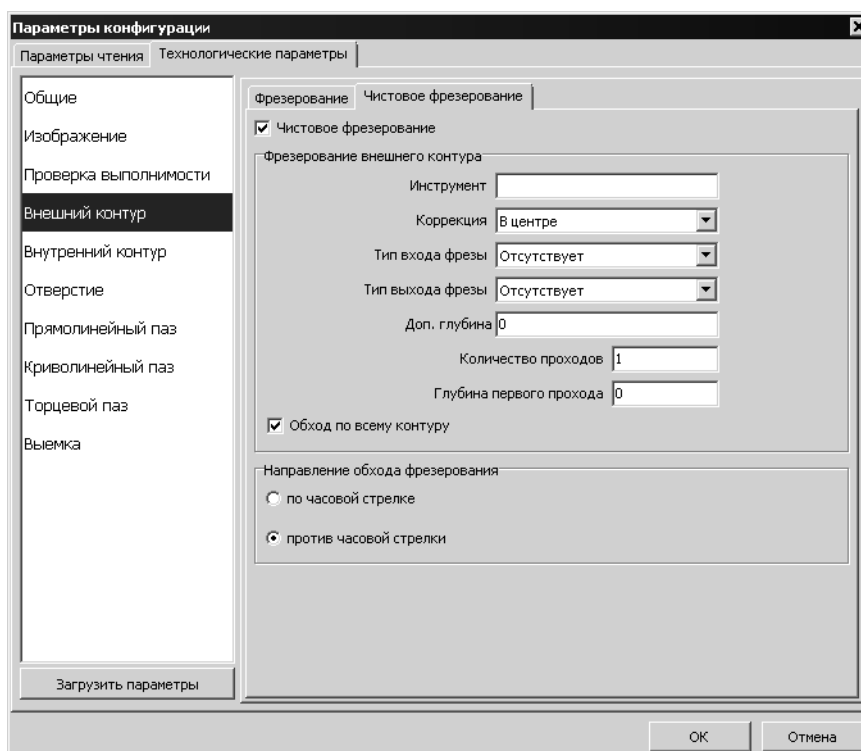 Параметры конфигурации
Параметры чтения
Технологические параметры
Общие
Изображение
Проверка выполнимости
Внешний контур
Внутренний контур
Отверстие
Прямолинейный паз
Криволинейный паз
Торцевой паз
Выемка
Загрузить параметры
Фрезерование
Чистовое фрезерование
Чистовое фрезерование
Фрезерование внешнего контура
Инструмент
Коррекция В центре
Тип входа фрезы Отсутствует
Тип выхода фрезы Отсутствует
Доп. глубина 0
Количество проходов 1
Глубина первого прохода 0
Обход по всему контуру
Направление обхода фрезерования
по часовой стрелке
против часовой стрелки
ОК
Отмена